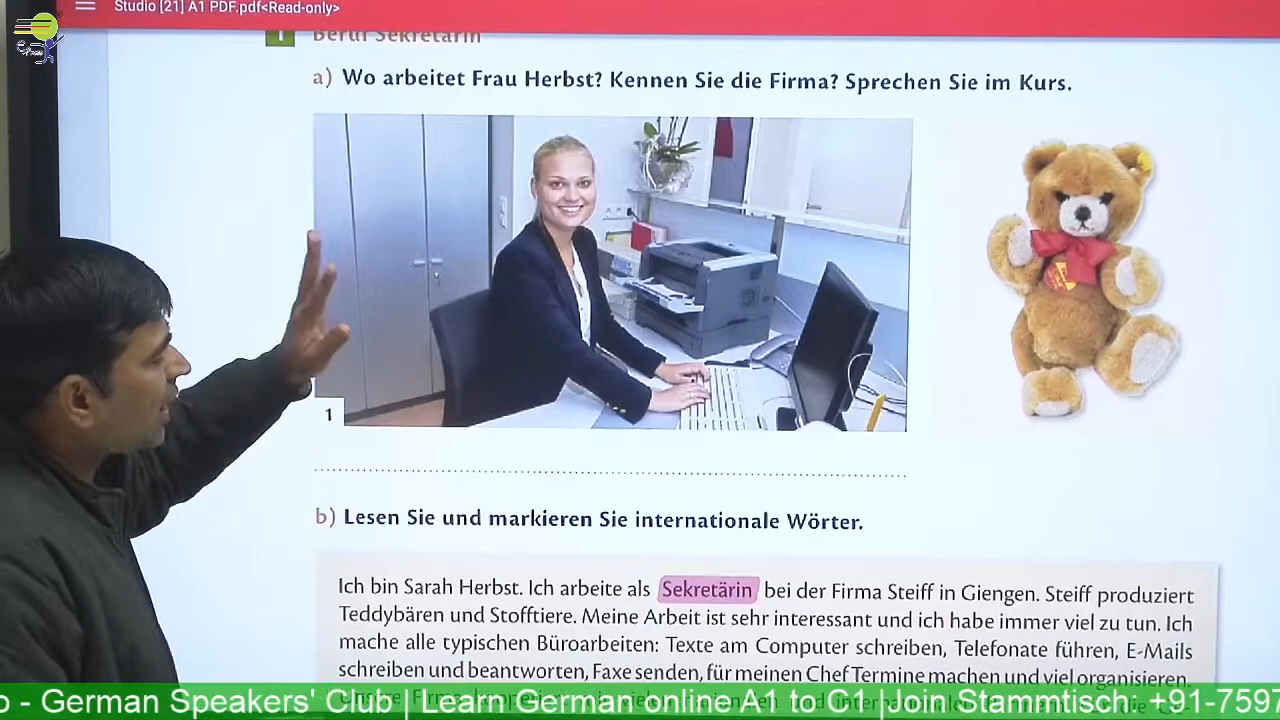 Studio [21] A1 PDF.pdf<Read-only>
1 Beruf Sekretärin
a) Wo arbeitet Frau Herbst? Kennen Sie die Firma? Sprechen Sie im Kurs.
1
b) Lesen Sie und markieren Sie internationale Wörter.
Ich bin Sarah Herbst. Ich arbeite als Sekretärin bei der Firma Steiff in Giengen. Steiff produziert
Teddybären und Stofftiere. Meine Arbeit ist sehr interessant und ich habe immer viel zu tun. Ich
mache alle typischen Büroarbeiten: Texte am Computer schreiben, Telefonate führen, E-Mails
schreiben und beantworten, Faxe senden, für meinen Chef Termine machen und viel organisieren.
o - German Speakers' Club | Learn German online A1 to C1 |Join Stammtisch: +91-7597